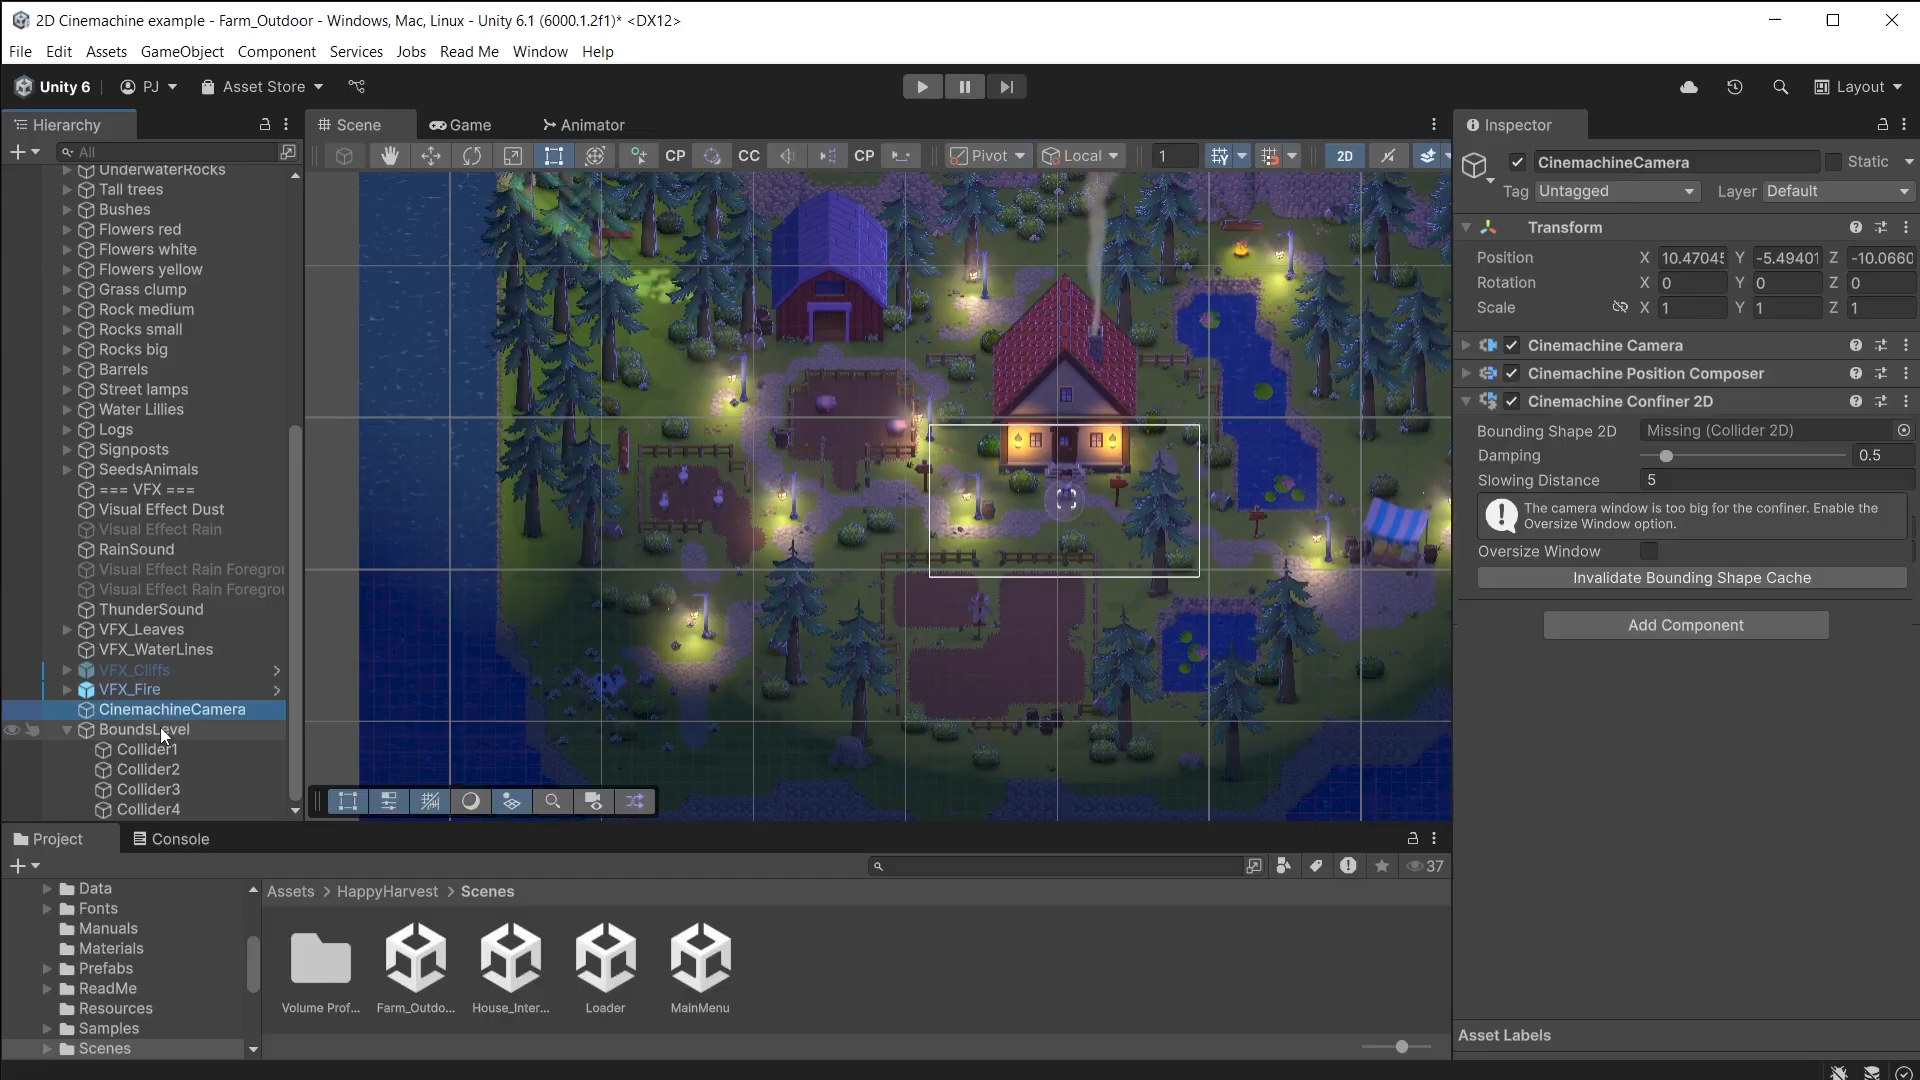 2D Cinemachine example - Farm_Outdoor - Windows, Mac, Linux - Unity 6.1 (6000.1.2f1)* <DX12>
File Edit Assets GameObject Component Services Jobs Read Me Window Help
Unity 6 PJ Asset Store Layout
Hierarchy
All
UnderwaterRocks
Tall trees
Bushes
Flowers red
Flowers white
Flowers yellow
Grass clump
Rock medium
Rocks small
Rocks big
Barrels
Street lamps
Water Lillies
Logs
Signposts
SeedsAnimals
=== VFX ===
Visual Effect Dust
Visual Effect Rain
RainSound
Visual Effect Rain Foregrou
Visual Effect Rain Foregrou
ThunderSound
VFX_Leaves
VFX_WaterLines
VFX_Cliffs
VFX_Fire
CinemachineCamera
BoundsLevel
Collider1
Collider2
Collider3
Collider4
Scene Game Animator
CP CC CP Pivot Local 1 2D
Inspector
CinemachineCamera Static
Tag Untagged Layer Default
Transform
Position X 10.47045 Y -5.49401 Z -10.0660
Rotation X 0 Y 0 Z 0
Scale X 1 Y 1 Z 1
Cinemachine Camera
Cinemachine Position Composer
Cinemachine Confiner 2D
Bounding Shape 2D Missing (Collider 2D)
Damping 0.5
Slowing Distance 5
The camera window is too big for the confiner. Enable the
Oversize Window option.
Oversize Window
Invalidate Bounding Shape Cache
Add Component
Asset Labels
Project Console
37
Data
Fonts
Manuals
Materials
Prefabs
ReadMe
Resources
Samples
Scenes
Assets > HappyHarvest > Scenes
Volume Prof... Farm_Outdo... House_Inter... Loader MainMenu